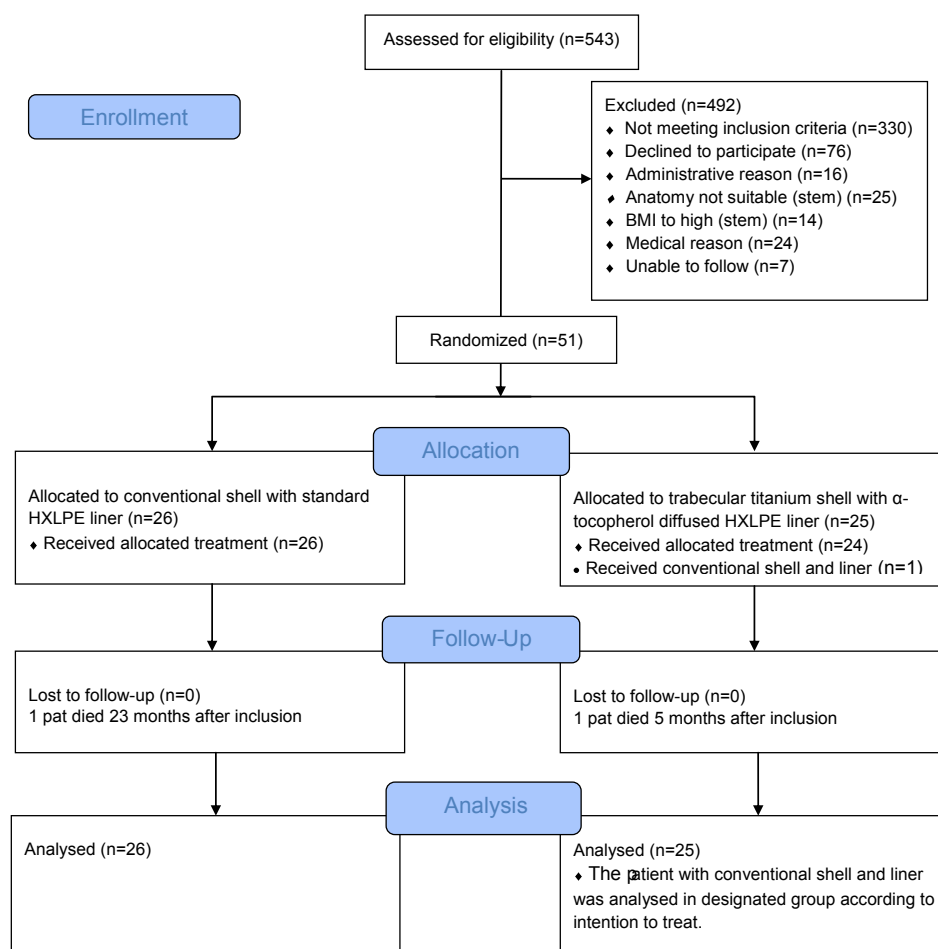 Assessed for eligibility (n=543)
Enrollment
Excluded (n=492)
♦ Not meeting inclusion criteria (n=330)
♦ Declined to participate (n=76)
♦ Administrative reason (n=16)
♦ Anatomy not suitable (stem) (n=25)
♦ BMI to high (stem) (n=14)
♦ Medical reason (n=24)
♦ Unable to follow (n=7)
Randomized (n=51)
Allocation
Allocated to conventional shell with standard
HXLPE liner (n=26)
♦ Received allocated treatment (n=26)
Allocated to trabecular titanium shell with α-
tocopherol diffused HXLPE liner (n=25)
♦ Received allocated treatment (n=24)
• Received conventional shell and liner (n=1)
Follow-Up
Lost to follow-up (n=0)
1 pat died 23 months after inclusion
Lost to follow-up (n=0)
1 pat died 5 months after inclusion
Analysis
Analysed (n=26)
Analysed (n=25)
♦ The patient with conventional shell and liner
was analysed in designated group according to
intention to treat.